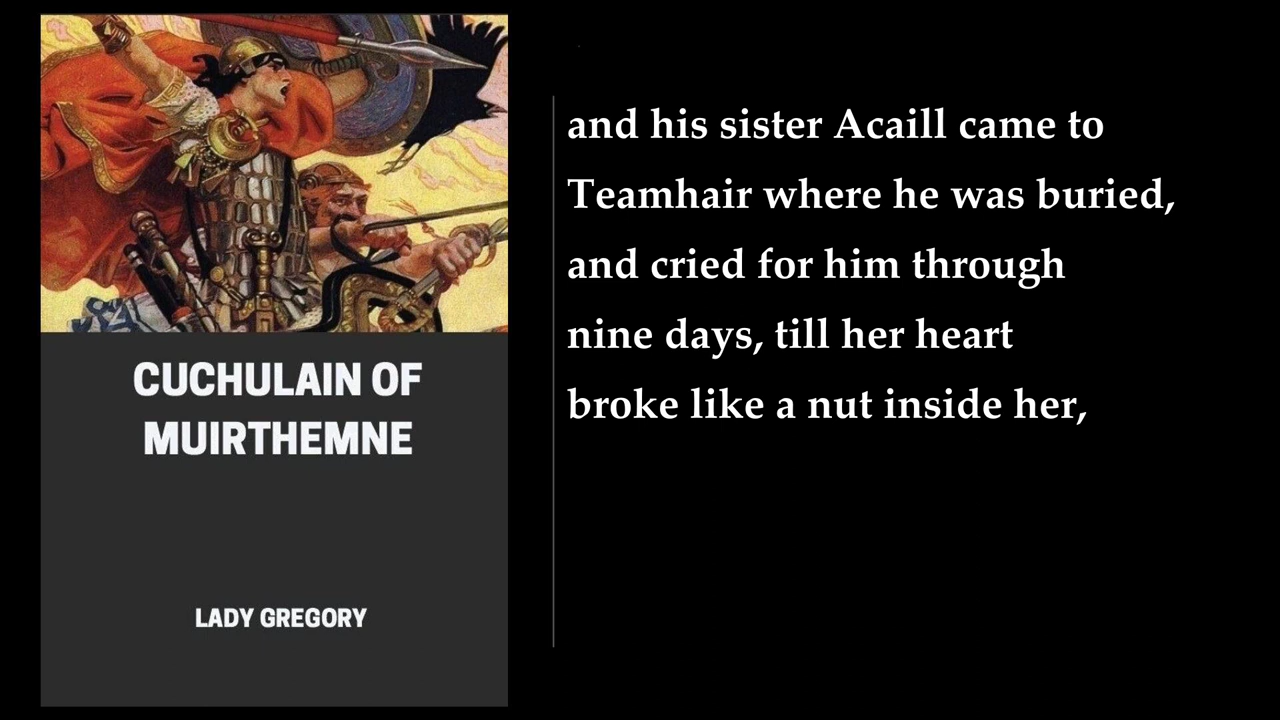 CUCHULAIN OF
MUIRTHEMNE
LADY GREGORY
and his sister Acaill came to
Teamhair where he was buried,
and cried for him through
nine days, till her heart
broke like a nut inside her,